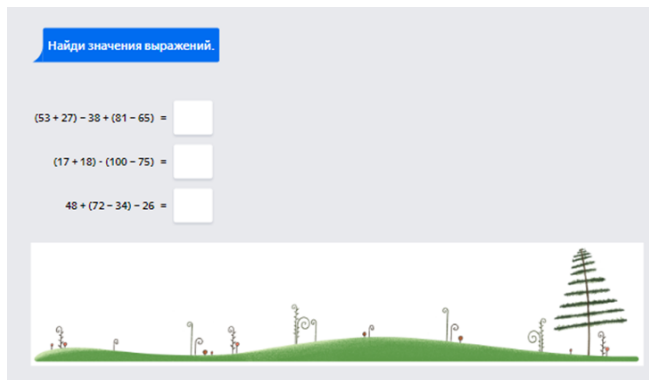 Найди значения выражений.
(53 + 27) – 38 + (81 – 65) =
(17 + 18) - (100 – 75) =
48 + (72 – 34) – 26 =